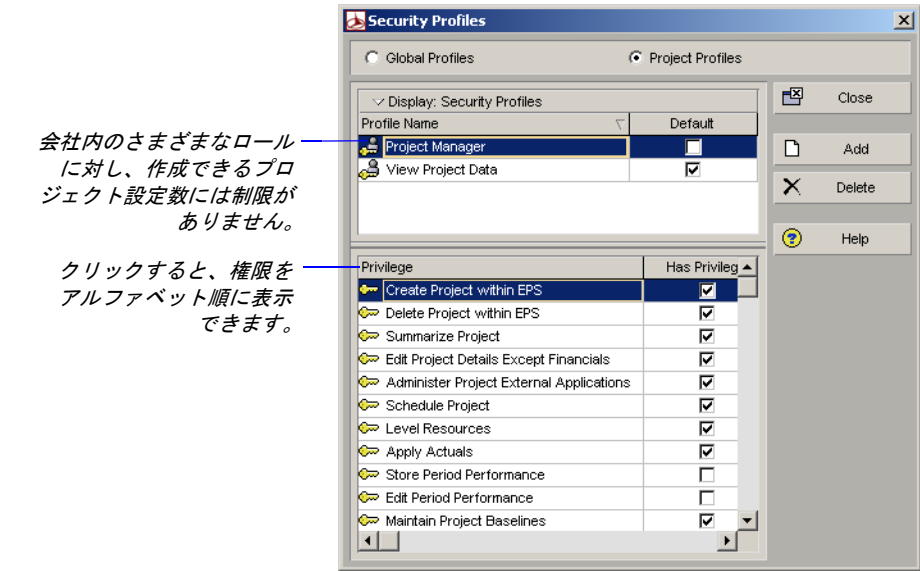 Security Profiles
Global Profiles
Project Profiles
Display: Security Profiles
Profile Name
Default
Project Manager
View Project Data
Close
Add
Delete
Help
会社内のさまざまなロール
に対し、作成できるプロ
ジェクト設定数には制限が
ありません。
クリックすると、権限を
アルファベット順に表示
できます。
Privilege
Has Privileg
Create Project within EPS
Delete Project within EPS
Summarize Project
Edit Project Details Except Financials
Administer Project External Applications
Schedule Project
Level Resources
Apply Actuals
Store Period Performance
Edit Period Performance
Maintain Project Baselines